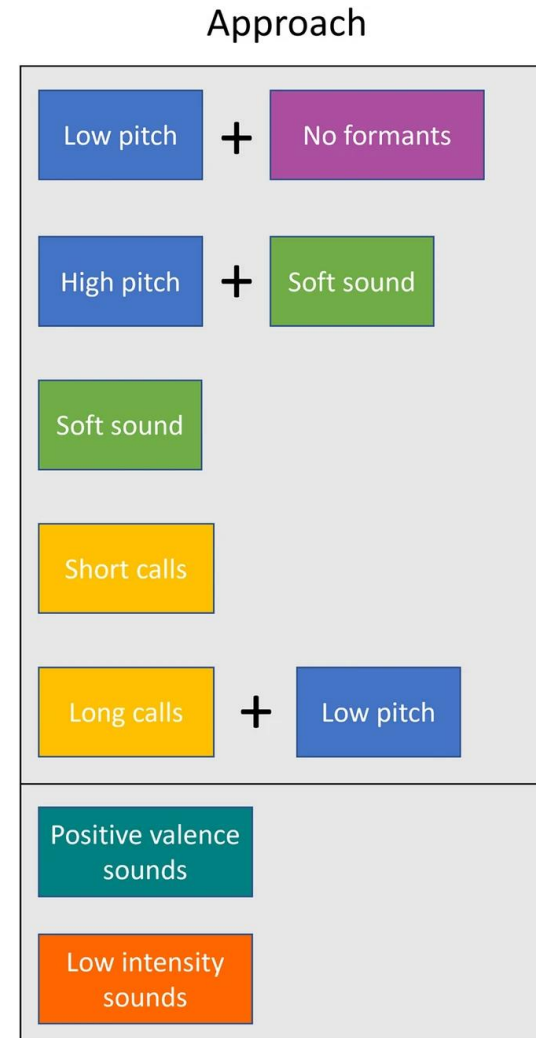 Approach
Low pitch + No formants
High pitch + Soft sound
Soft sound
Short calls
Long calls + Low pitch
Positive valence
sounds
Low intensity
sounds